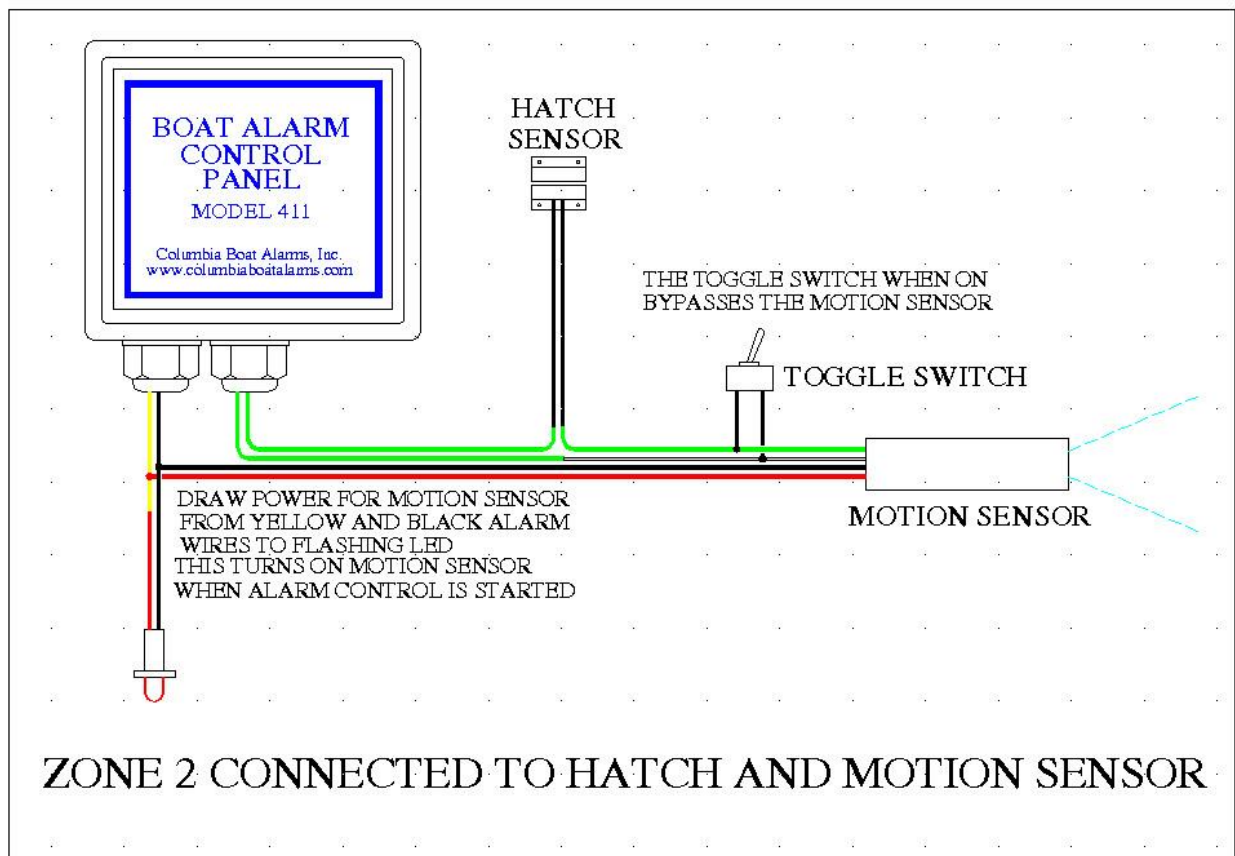 BOAT ALARM
CONTROL
PANEL
MODEL 411
Columbia Boat Alarms, Inc.
www.columbiaboatalarms.com
HATCH
SENSOR
THE TOGGLE SWITCH WHEN ON
BYPASSES THE MOTION SENSOR
TOGGLE SWITCH
MOTION SENSOR
DRAW POWER FOR MOTION SENSOR
FROM YELLOW AND BLACK ALARM
WIRES TO FLASHING LED
THIS TURNS ON MOTION SENSOR
WHEN ALARM CONTROL IS STARTED
ZONE 2 CONNECTED TO HATCH AND MOTION SENSOR